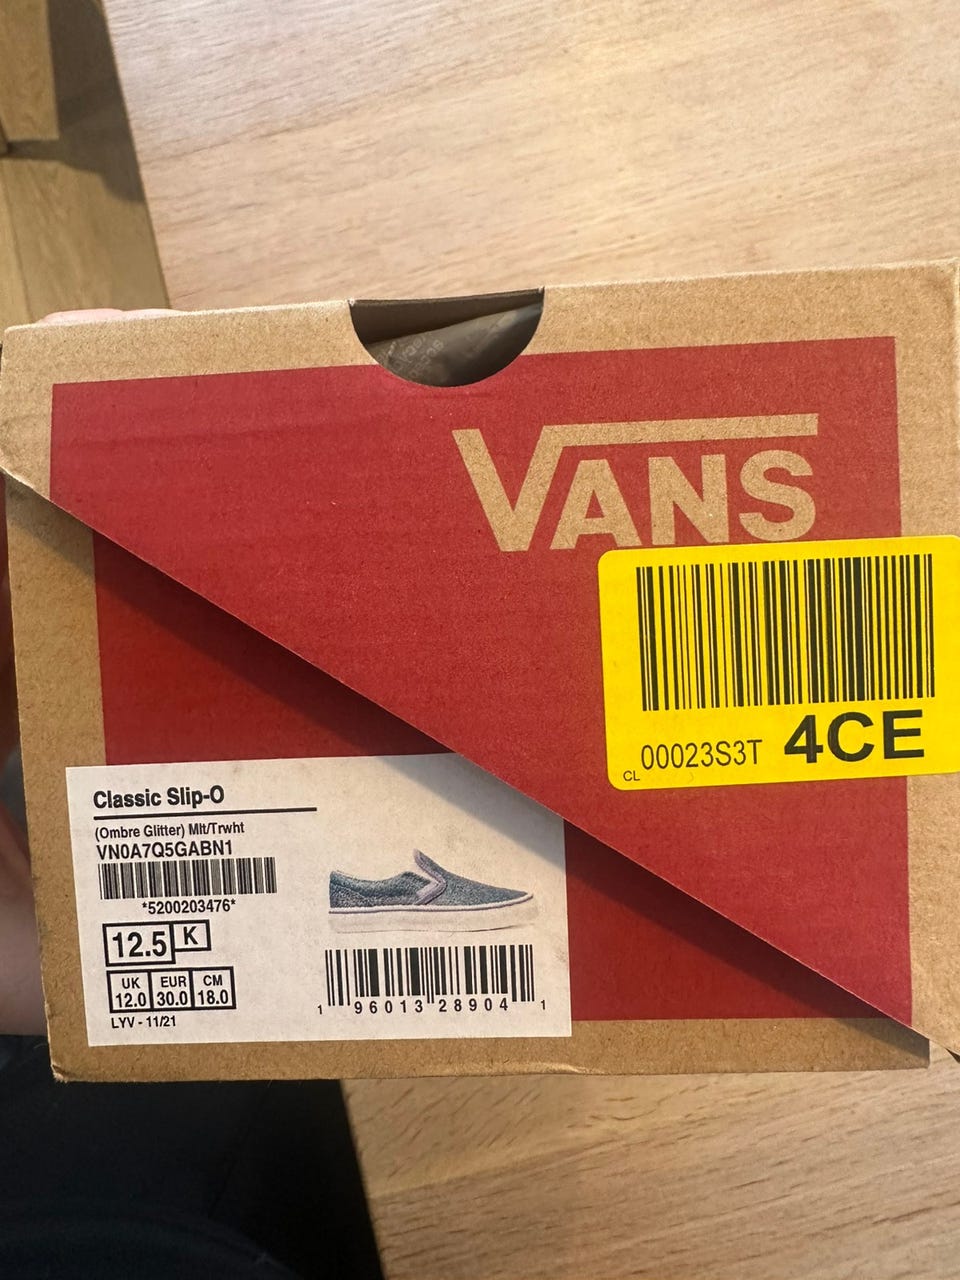 VANS
00023S3T 4CE
CL
Classic Slip-O
(Ombre Glitter) Mlt/Trwht
VN0A7Q5GABN1
*5200203476*
12.5 K
UK EUR CM
12.0 30.0 18.0
LYV - 11/21
1 96013 28904 1